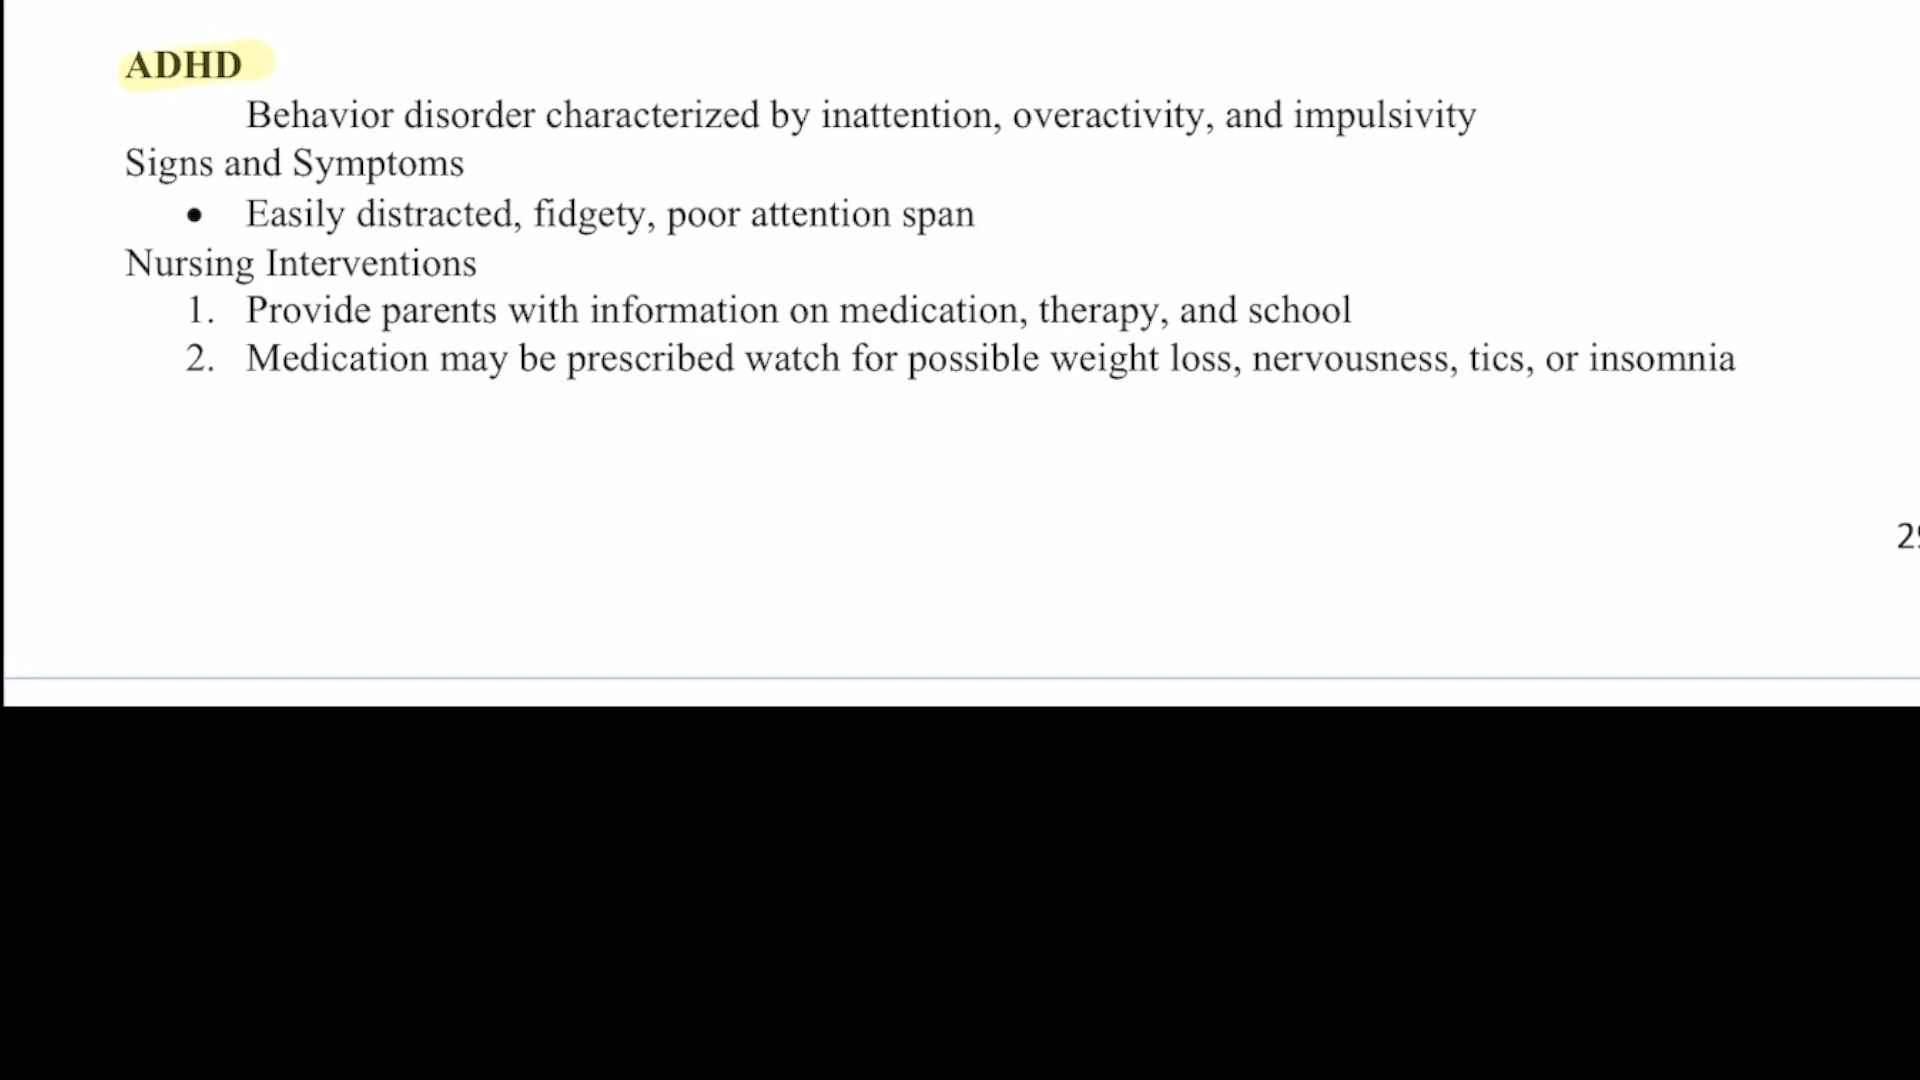 ADHD
Behavior disorder characterized by inattention, overactivity, and impulsivity
Signs and Symptoms
• Easily distracted, fidgety, poor attention span
Nursing Interventions
1. Provide parents with information on medication, therapy, and school
2. Medication may be prescribed watch for possible weight loss, nervousness, tics, or insomnia